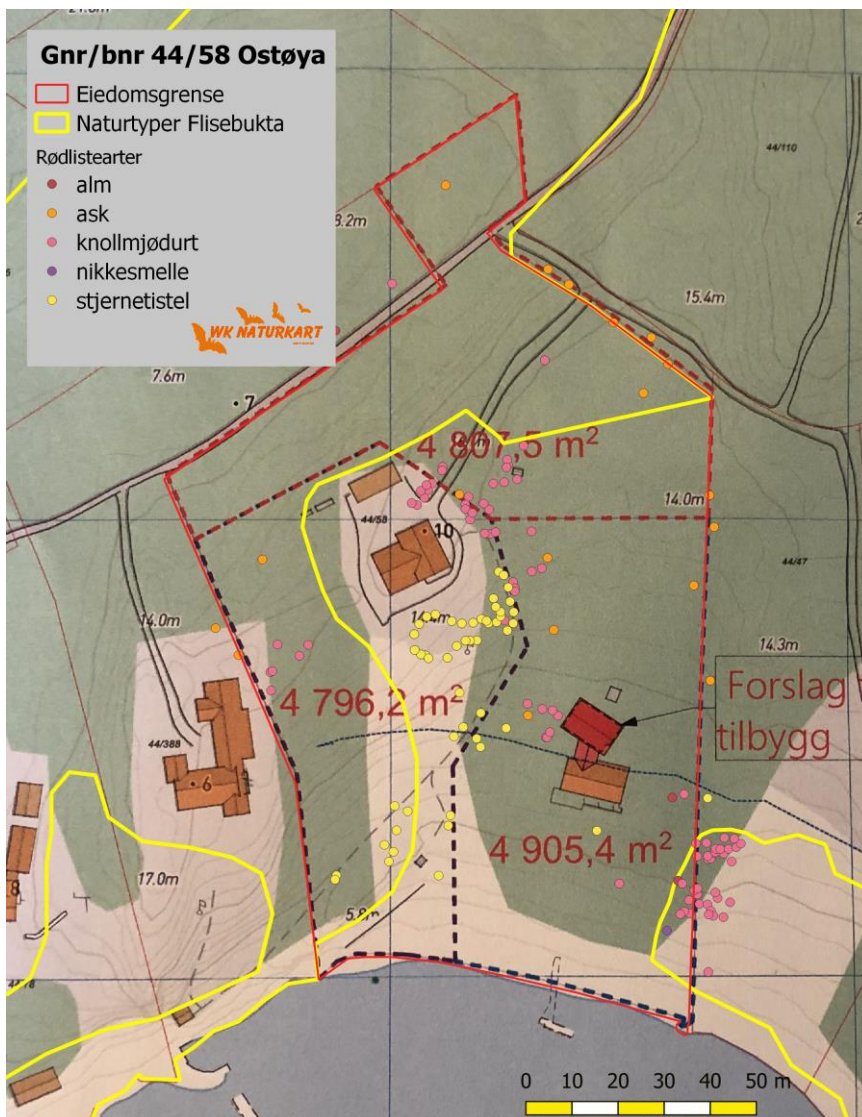 Gnr/bnr 44/58 Ostøya
Eiedomsgrense
Naturtyper Flisebukta
Rødlistearter
alm
ask
knollmjødurt
nikkesmelle
stjernetistel
WK NATURKART
44/110
8.2m
15.4m
7.6m
7
4 807,5 m²
14.0m
44/58
10
44/47
14.0m
14.3m
4 796,2 m²
Forslag
tilbygg
44/388
6
4 905,4 m²
17.0m
8
5.8m
0 10 20 30 40 50 m